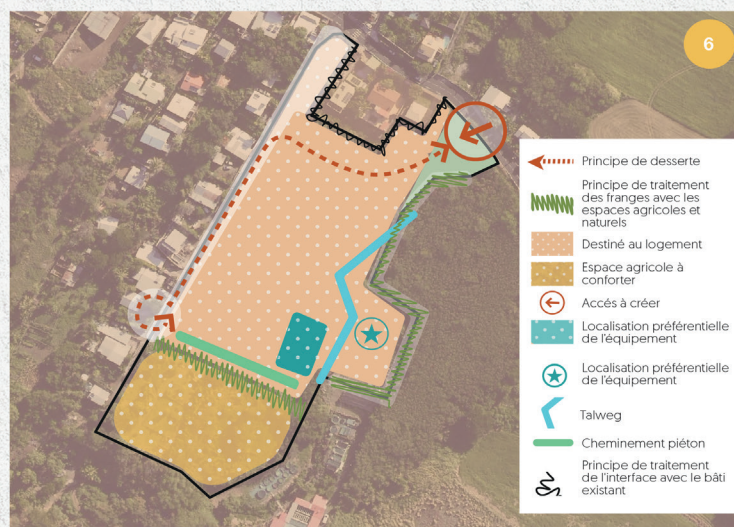 6
Principe de desserte
Principe de traitement
des franges avec les
espaces agricoles et
naturels
Destiné au logement
Espace agricole à
conforter
Accés à créer
Localisation préférentielle
de l'équipement
Localisation préférentielle
de l'équipement
Talweg
Cheminement piéton
Principe de traitement
de l'interface avec le bâti
existant